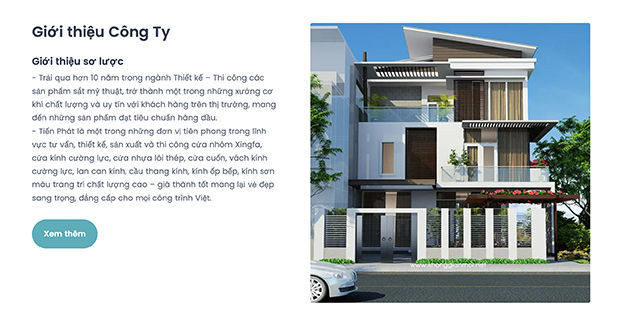 Giới thiệu Công Ty
Giới thiệu sơ lược
- Trải qua hơn 10 năm trong ngành Thiết kế – Thi công các
sản phẩm sắt mỹ thuật, trở thành một trong những xưởng cơ
khí chất lượng và uy tín với khách hàng trên thị trường, mang
đến những sản phẩm đạt tiêu chuẩn hàng đầu.
- Tiến Phát là một trong những đơn vị tiên phong trong lĩnh
vực tư vấn, thiết kế, sản xuất và thi công cửa nhôm Xingfa,
cửa kính cường lực, cửa nhựa lõi thép, cửa cuốn, vách kính
cường lực, lan can kính, cầu thang kính, kính ốp bếp, kính sơn
màu trang trí chất lượng cao – giá thành tốt mang lại vẻ đẹp
sang trọng, đẳng cấp cho mọi công trình Việt.
Xem thêm